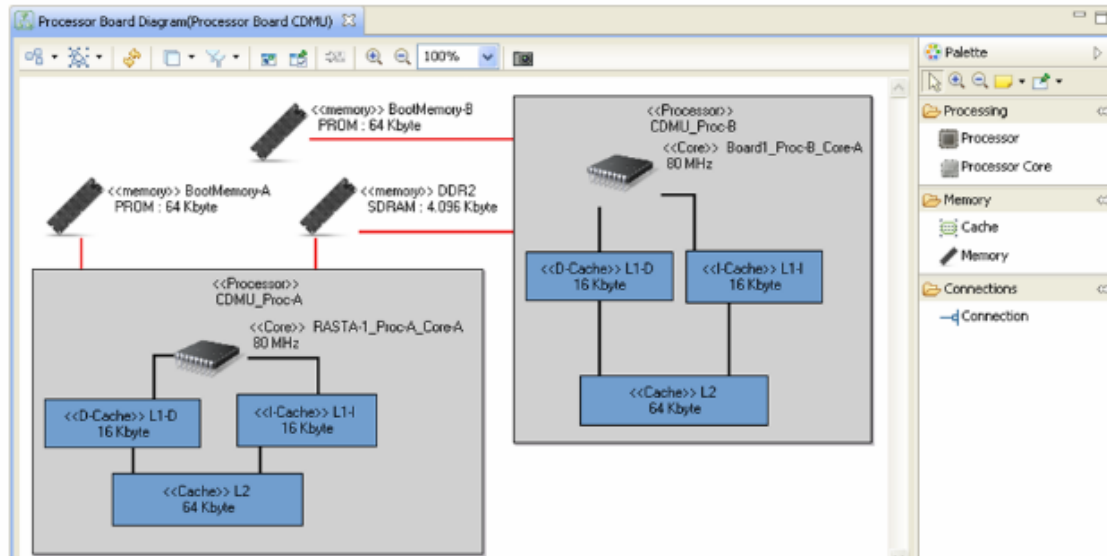 Processor Board Diagram(Processor Board CDMU)
100%
Palette
<<memory>> BootMemory-B
PROM : 64 Kbyte
<<Processor>>
CDMU_Proc-B
<<Core>> Board1_Proc-B_Core-A
80 MHz
Processing
Processor
Processor Core
<<memory>> BootMemory-A
PROM : 64 Kbyte
<<memory>> DDR2
SDRAM : 4.096 Kbyte
Memory
Cache
Memory
<<D-Cache>> L1-D
16 Kbyte
<<I-Cache>> L1-I
16 Kbyte
Connections
Connection
<<Processor>>
CDMU_Proc-A
<<Core>> RASTA-1_Proc-A_Core-A
80 MHz
<<Cache>> L2
64 Kbyte
<<D-Cache>> L1-D
16 Kbyte
<<I-Cache>> L1-I
16 Kbyte
<<Cache>> L2
64 Kbyte